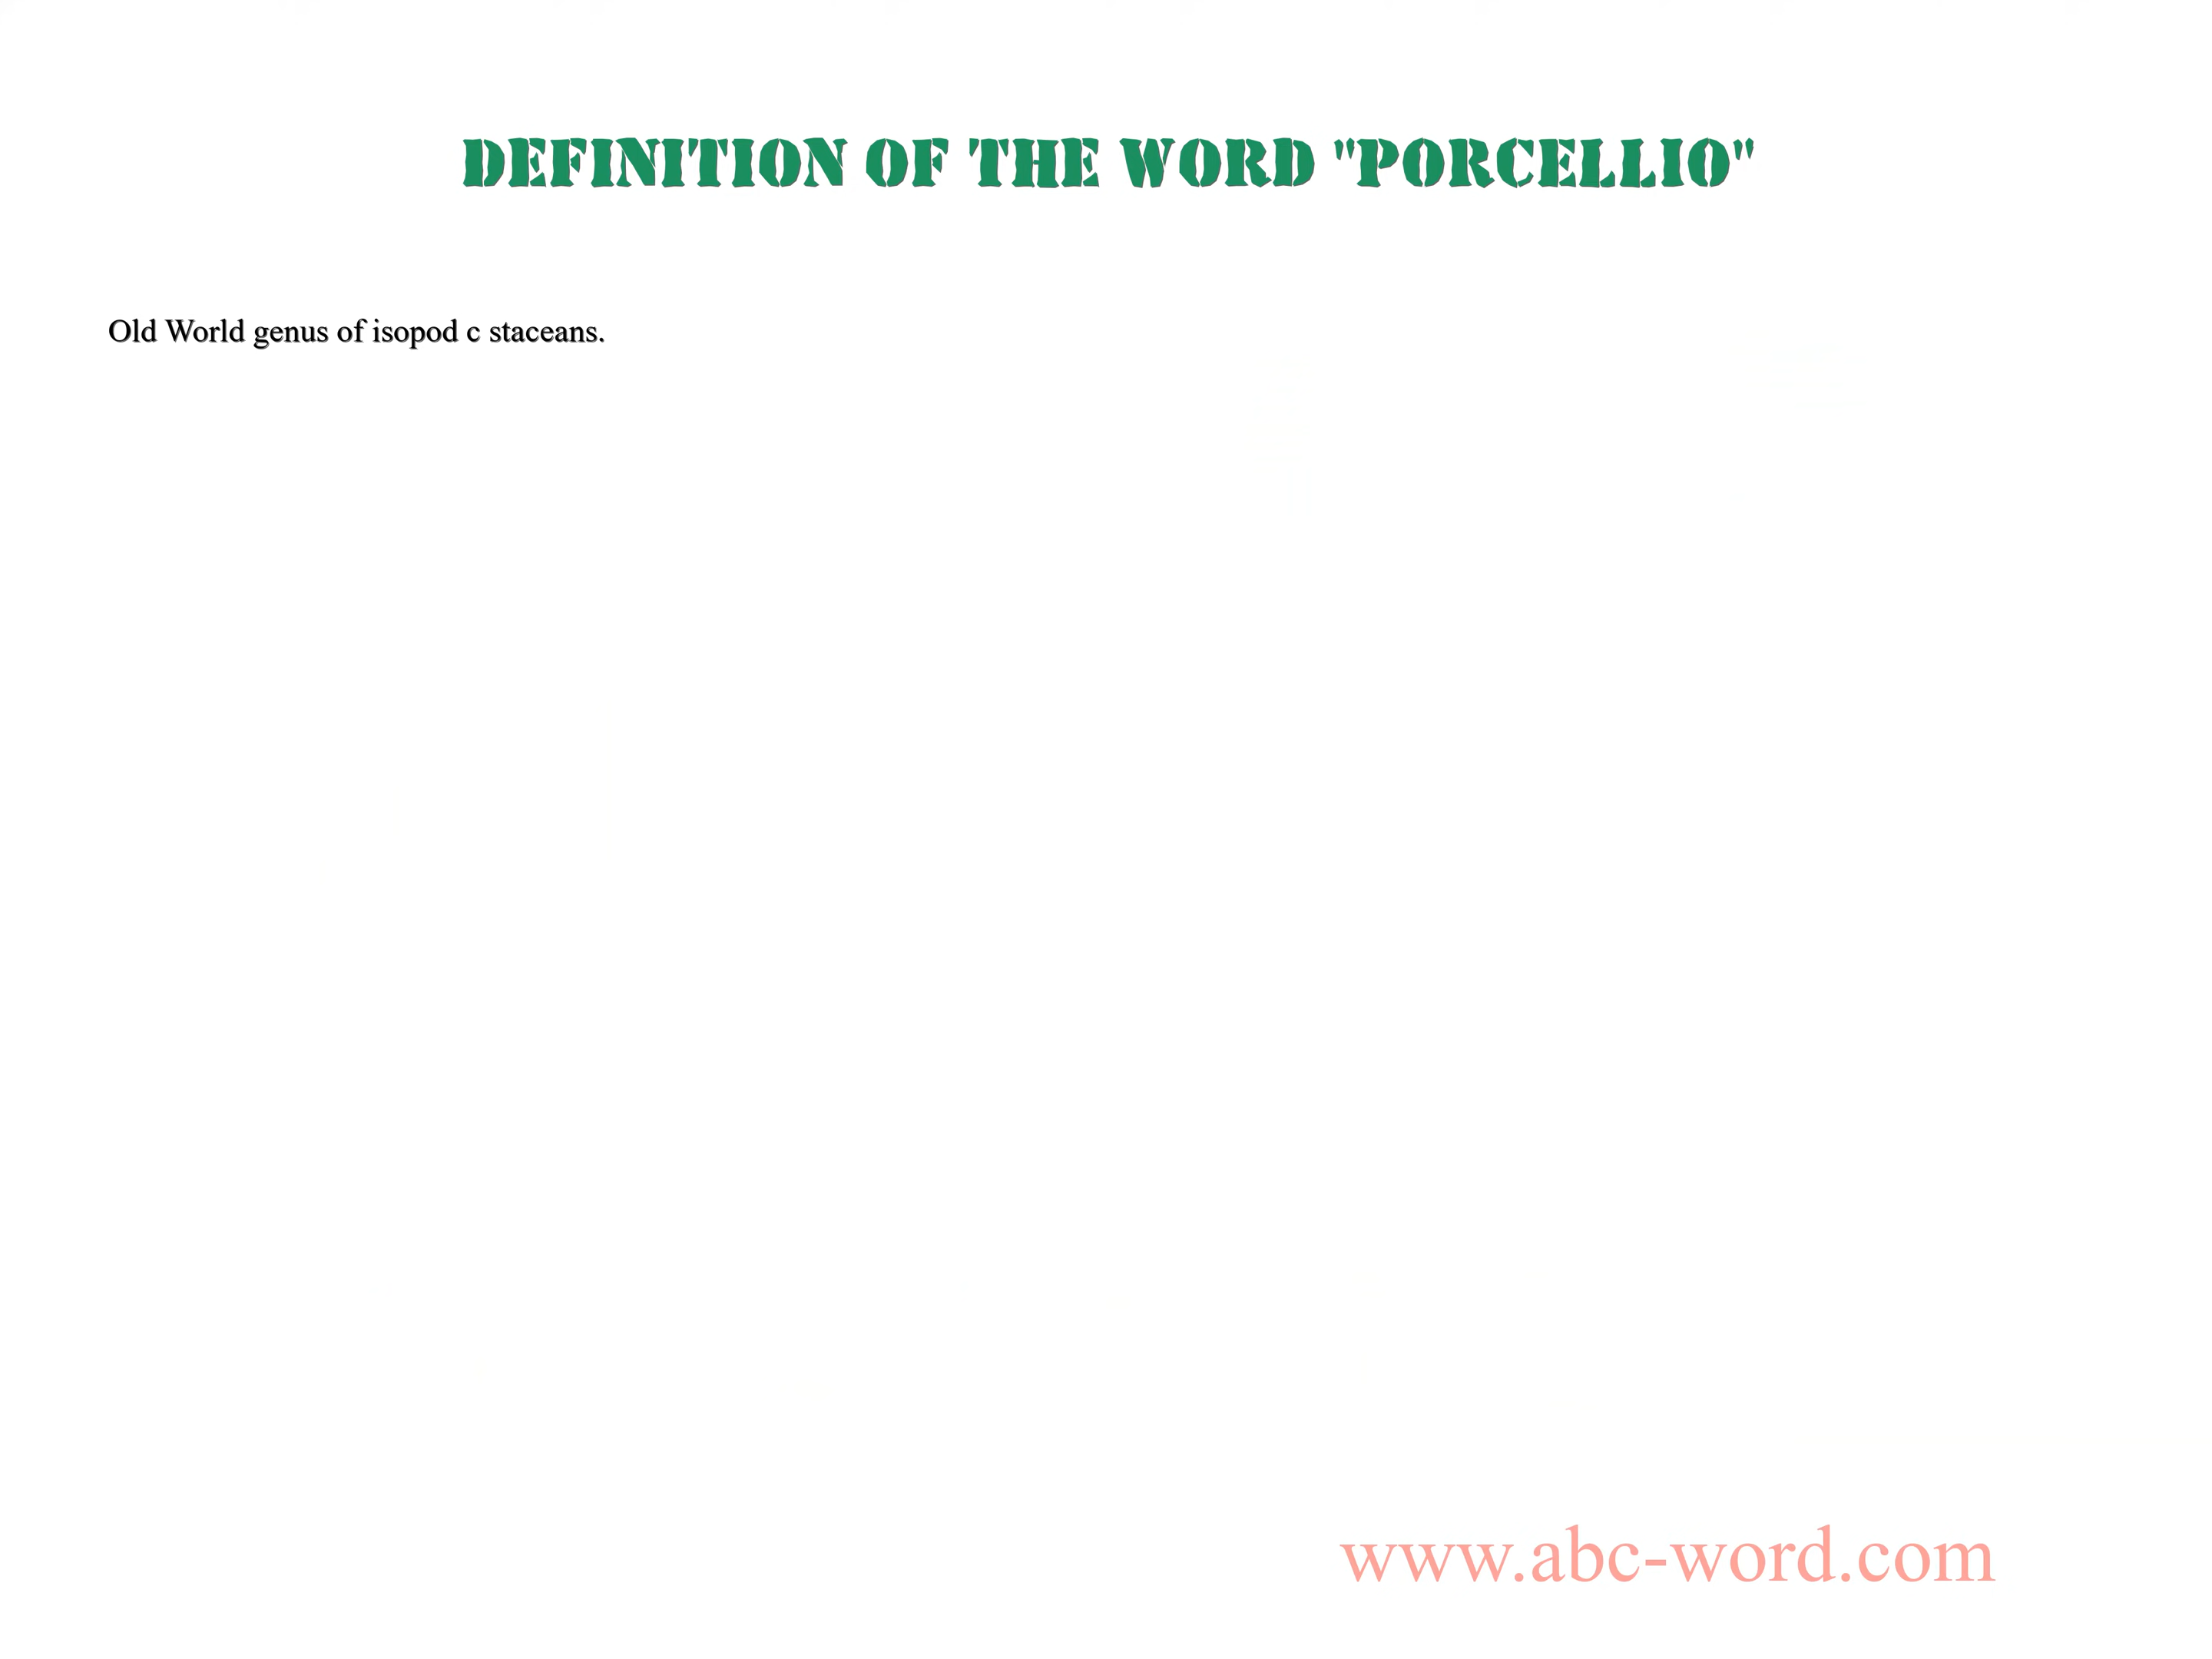 DEFINITION OF THE WORD "PORCELLIO"
Old World genus of isopod c staceans.
www.abc-word.com